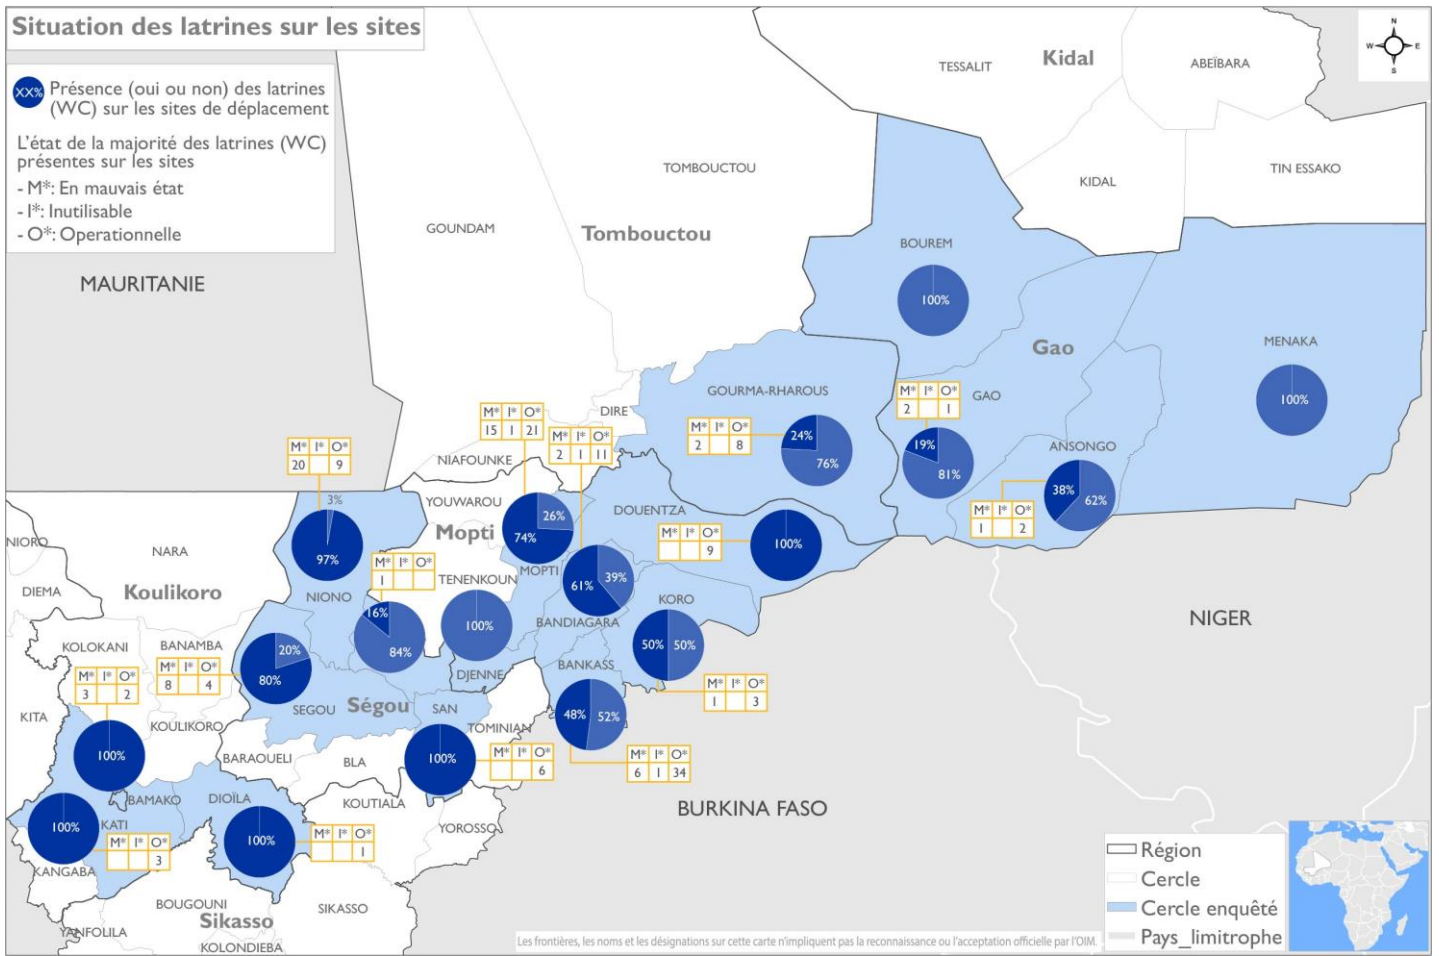 Situation des latrines sur les sites
XX% Présence (oui ou non) des latrines
(WC) sur les sites de déplacement
L'état de la majorité des latrines (WC)
présentes sur les sites
- M*: En mauvais état
- I*: Inutilisable
- O*: Operationnelle
N
W E
S
Kidal
TESSALIT
ABEÏBARA
TOMBOUCTOU
KIDAL
TIN ESSAKO
GOUNDAM
Tombouctou
BOUREM
100%
MAURITANIE
Gao
MENAKA
100%
GOURMA-RHAROUS
M* I* O*
2 8
24%
76%
M* I* O*
2 1
GAO
19%
81%
ANSONGO
38%
62%
M* I* O*
1 2
DIRE
M* I* O*
15 1 21
M* I* O*
2 1 11
NIAFOUNKE
M* I* O*
20 9
3%
97%
NIONO
YOUWAROU
Mopti
26%
74%
MOPTI
DOUENTZA
M* I* O*
9
100%
NIORO
NARA
DIEMA
Koulikoro
M* I* O*
1
16%
84%
TENENKOUN
100%
39%
61%
BANDIAGARA
KORO
50%
50%
M* I* O*
1 3
NIGER
KOLOKANI
BANAMBA
M* I* O*
3 2
M* I* O*
8 4
20%
80%
SEGOU
Ségou
DJENNE
BANKASS
48%
52%
M* I* O*
6 1 34
KITA
KOULIKORO
100%
BARAOUELI
BLA
SAN
TOMINIAN
100%
M* I* O*
6
BURKINA FASO
BAMAKO
DIOÏLA
KOUTIALA
YOROSSO
100%
KATI
M* I* O*
3
100%
M* I* O*
1
KANGABA
BOUGOUNI
Sikasso
SIKASSO
YANFOLILA
KOLONDIEBA
Région
Cercle
Cercle enquêté
Pays_limitrophe
Les frontières, les noms et les désignations sur cette carte n'impliquent pas la reconnaissance ou l'acceptation officielle par l'OIM.